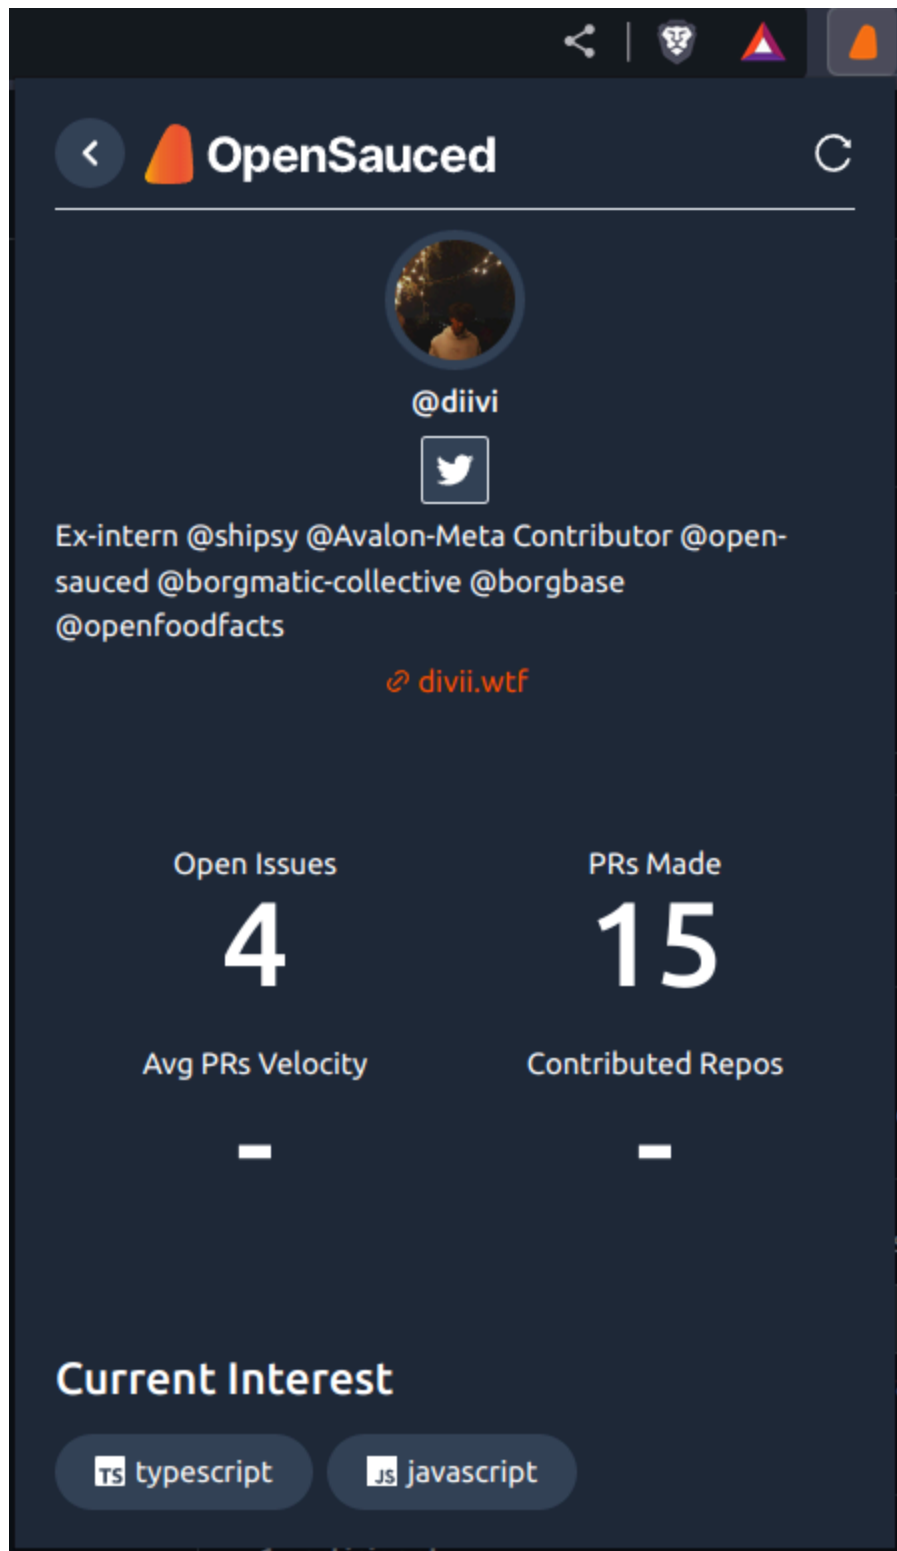 OpenSauced
@diivi
Ex-intern @shipsy @Avalon-Meta Contributor @open-
sauced @borgmatic-collective @borgbase
@openfoodfacts
divii.wtf
Open Issues
PRs Made
4
15
Avg PRs Velocity
Contributed Repos
-
-
Current Interest
TS typescript
JS javascript